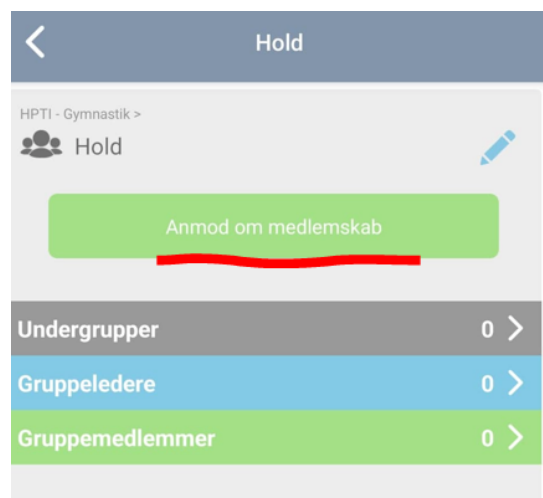 Hold
HPTI - Gymnastik >
Hold
Anmod om medlemskab
Undergrupper 0
Gruppeledere 0
Gruppemedlemmer 0